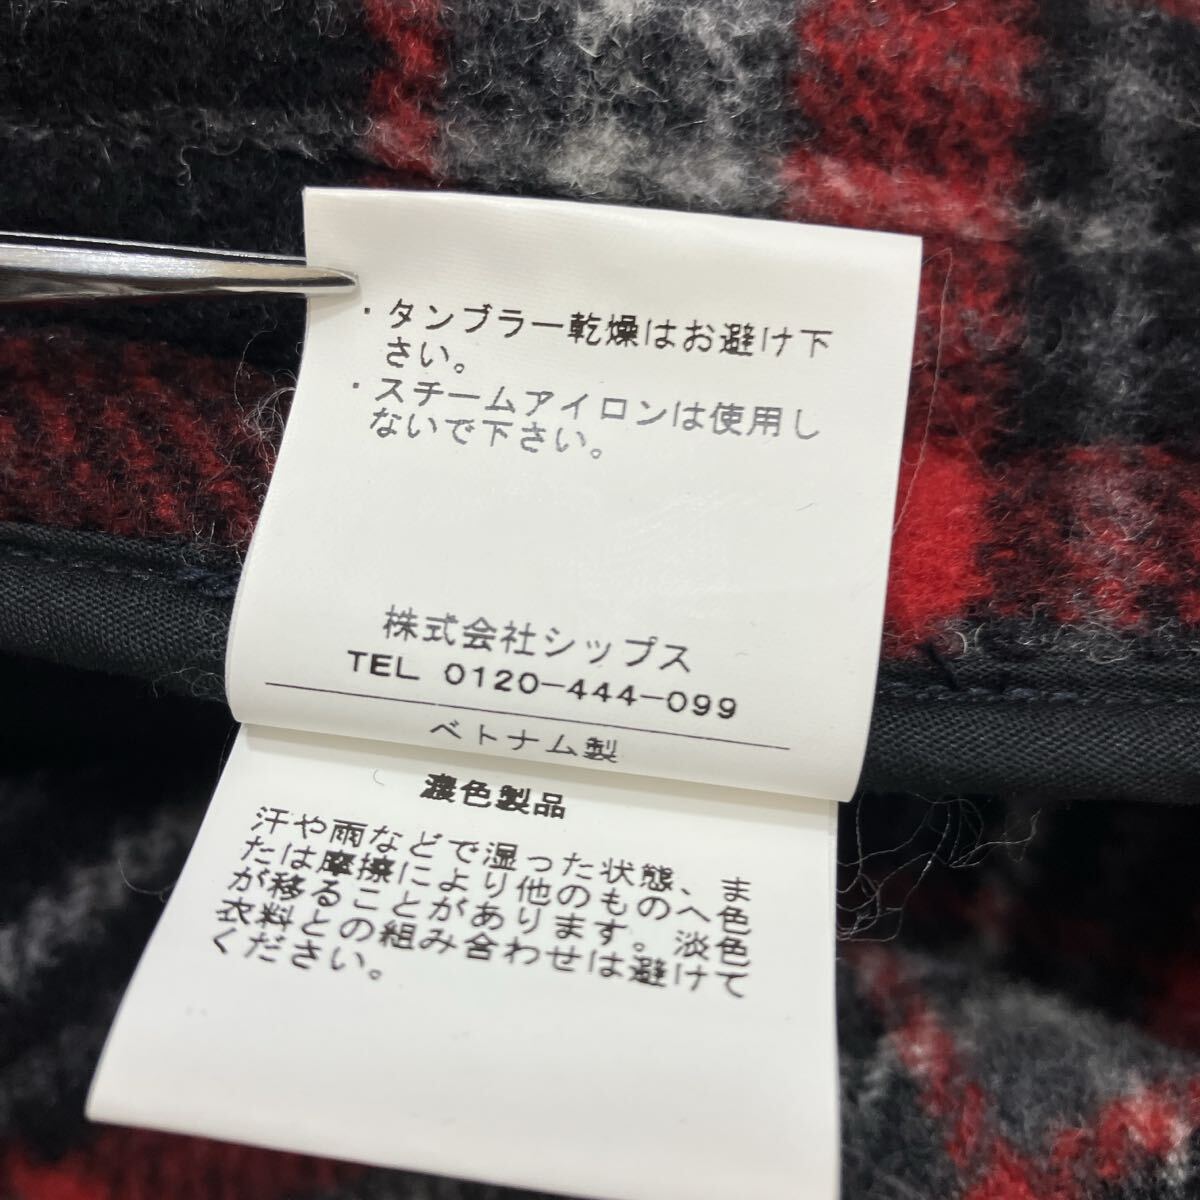 ・タンブラー乾燥はお避け下
さい。
・スチームアイロンは使用し
ないで下さい。
株式会社シップス
TEL 0120-444-099
ベトナム製
濃色製品
汗や雨などで湿った状態、ま
たは摩擦により他のものへ色
が移ることがあります。淡色
衣料との組み合わせは避けて
ください。